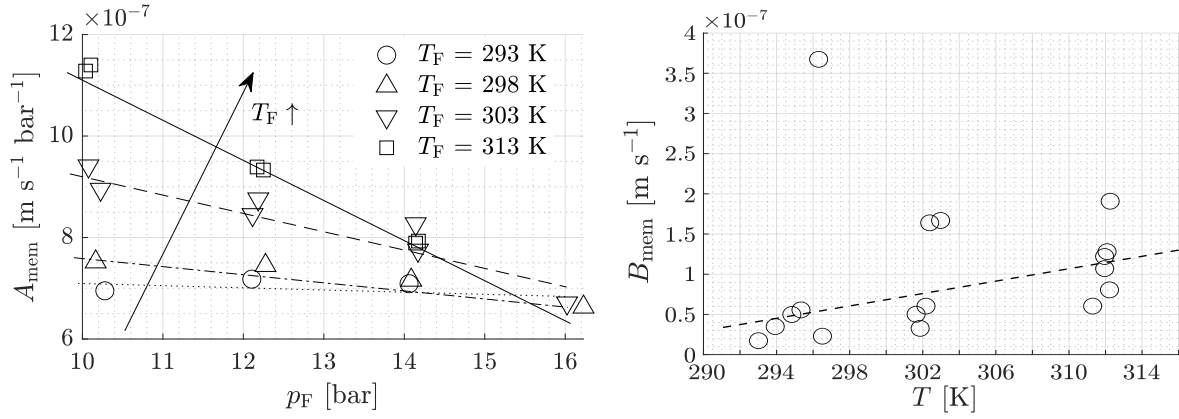 ×10⁻⁷
12
10
8
6
A_mem [m s⁻¹ bar⁻¹]
T_F = 293 K
T_F = 298 K
T_F = 303 K
T_F = 313 K
T_F ↑
10 11 12 13 14 15 16
p_F [bar]
×10⁻⁷
4
3.5
3
2.5
2
1.5
1
0.5
0
B_mem [m s⁻¹]
290 294 298 302 306 310 314
T [K]